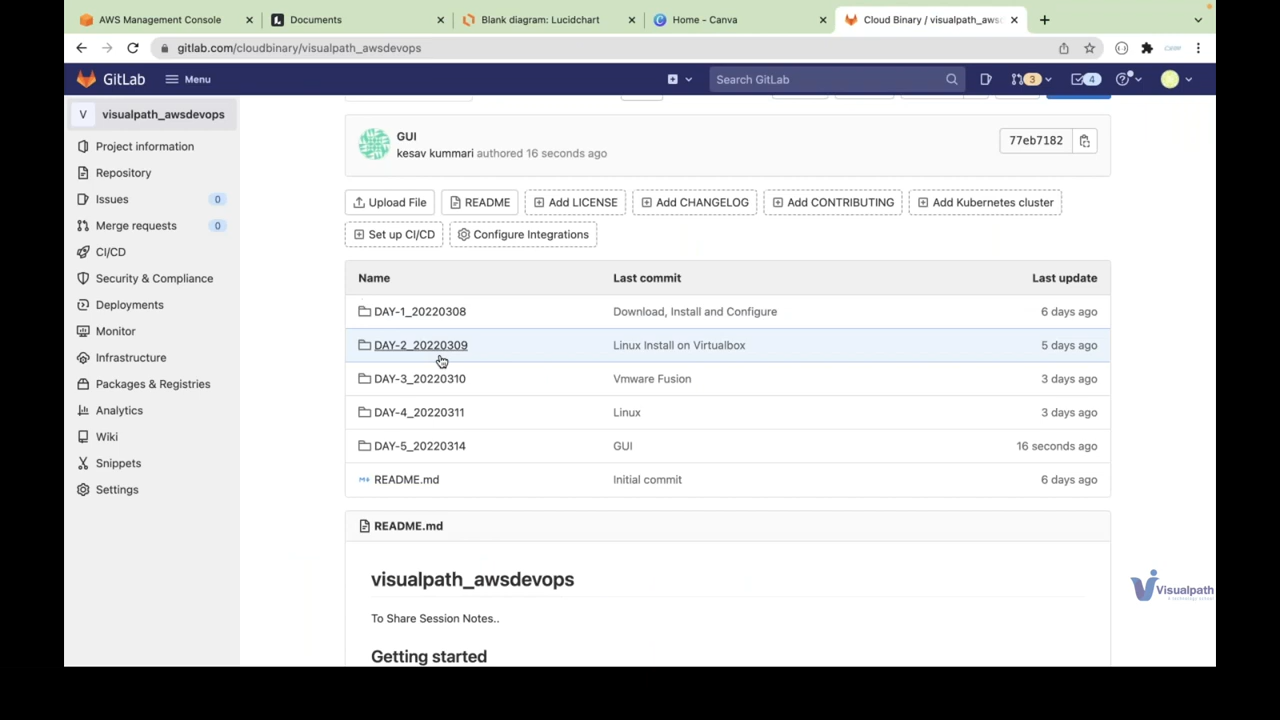 AWS Management Console
Documents
Blank diagram: Lucidchart
Home - Canva
Cloud Binary / visualpath_aws
gitlab.com/cloudbinary/visualpath_awsdevops
GitLab
Menu
Search GitLab
3
4
V visualpath_awsdevops
Project information
Repository
Issues 0
Merge requests 0
CI/CD
Security & Compliance
Deployments
Monitor
Infrastructure
Packages & Registries
Analytics
Wiki
Snippets
Settings
GUI
kesav kummari authored 16 seconds ago
77eb7182
Upload File
README
Add LICENSE
Add CHANGELOG
Add CONTRIBUTING
Add Kubernetes cluster
Set up CI/CD
Configure Integrations
Name Last commit Last update
DAY-1_20220308 Download, Install and Configure 6 days ago
DAY-2_20220309 Linux Install on Virtualbox 5 days ago
DAY-3_20220310 Vmware Fusion 3 days ago
DAY-4_20220311 Linux 3 days ago
DAY-5_20220314 GUI 16 seconds ago
README.md Initial commit 6 days ago
README.md
visualpath_awsdevops
To Share Session Notes..
Getting started
Visualpath